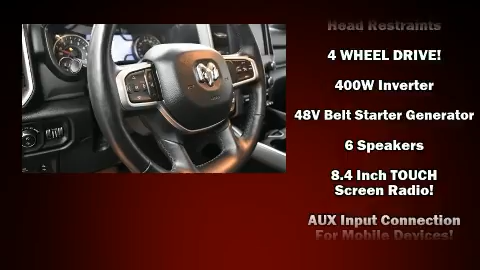 Head Restraints
4 WHEEL DRIVE!
400W Inverter
48V Belt Starter Generator
6 Speakers
8.4 Inch TOUCH
Screen Radio!
AUX Input Connection
For Mobile Devices!